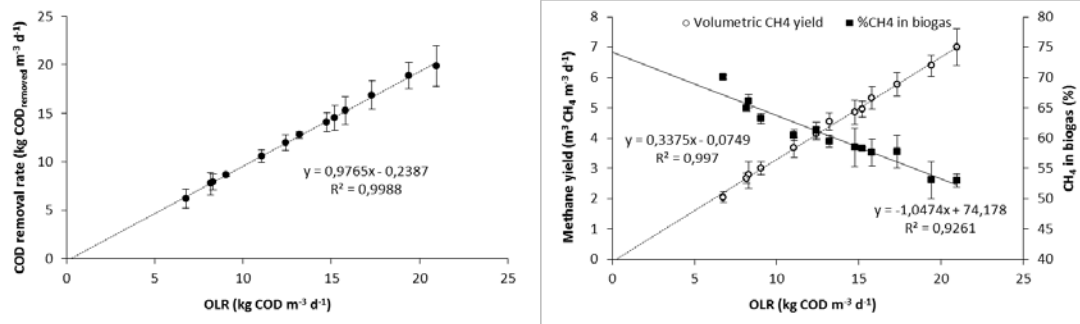 COD removal rate (kg COD removed m⁻³ d⁻¹)
25
20
15
10
5
0
y = 0,9765x - 0,2387
R² = 0,9988
0 5 10 15 20 25
OLR (kg COD m⁻³ d⁻¹)
Methane yield (m³ CH₄ m⁻³ d⁻¹)
8
7
6
5
4
3
2
1
0
Volumetric CH4 yield %CH4 in biogas
y = 0,3375x - 0,0749
R² = 0,997
y = -1,0474x + 74,178
R² = 0,9261
80
75
70
65
60
55
50
45
40
CH₄ in biogas (%)
0 5 10 15 20 25
OLR (kg COD m⁻³ d⁻¹)